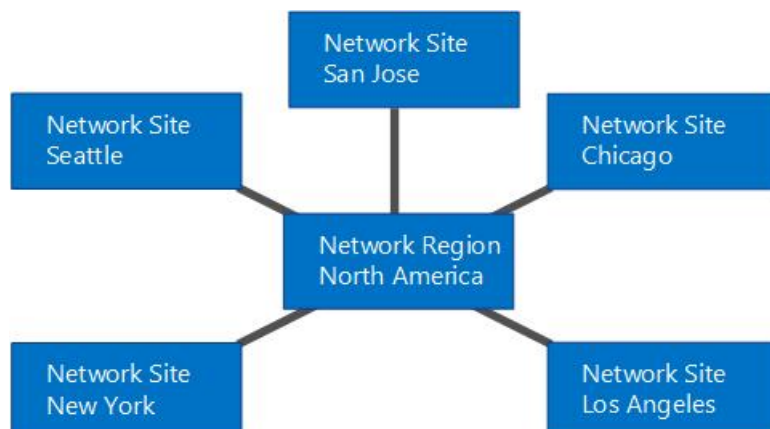 Network Site
San Jose
Network Site
Seattle
Network Site
Chicago
Network Region
North America
Network Site
New York
Network Site
Los Angeles